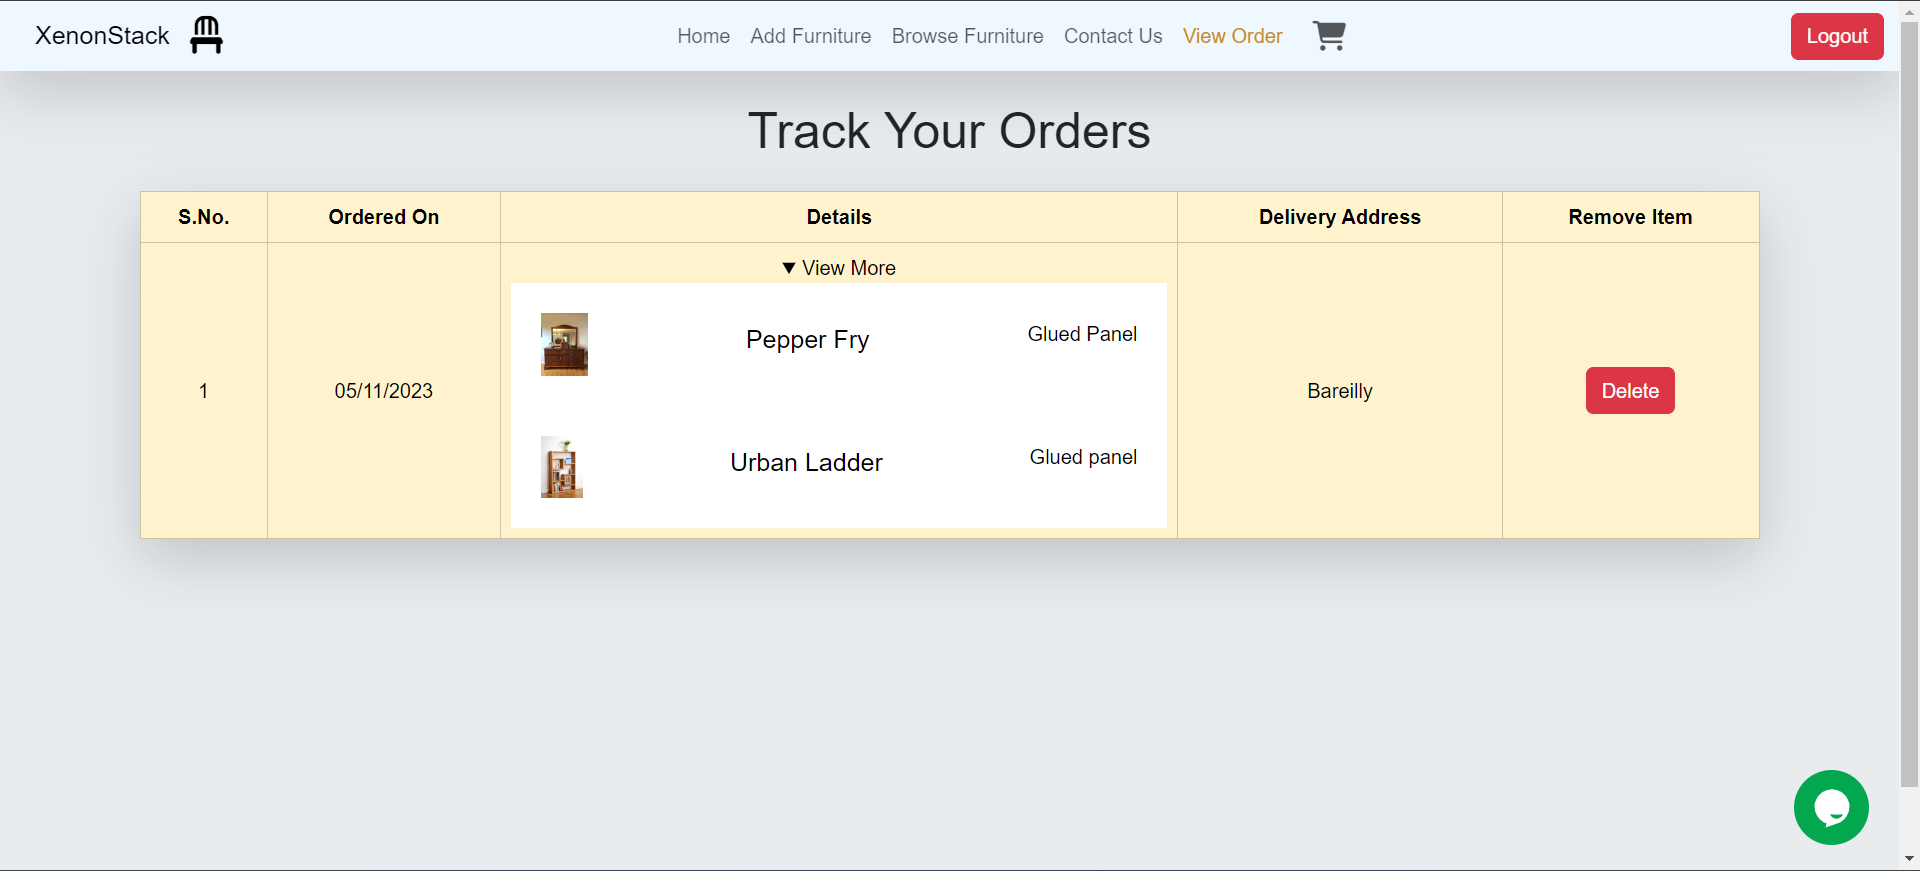 XenonStack
Home Add Furniture Browse Furniture Contact Us View Order
Logout
Track Your Orders
S.No. Ordered On Details Delivery Address Remove Item
▼ View More
Pepper Fry Glued Panel
1 05/11/2023 Bareilly Delete
Urban Ladder Glued panel